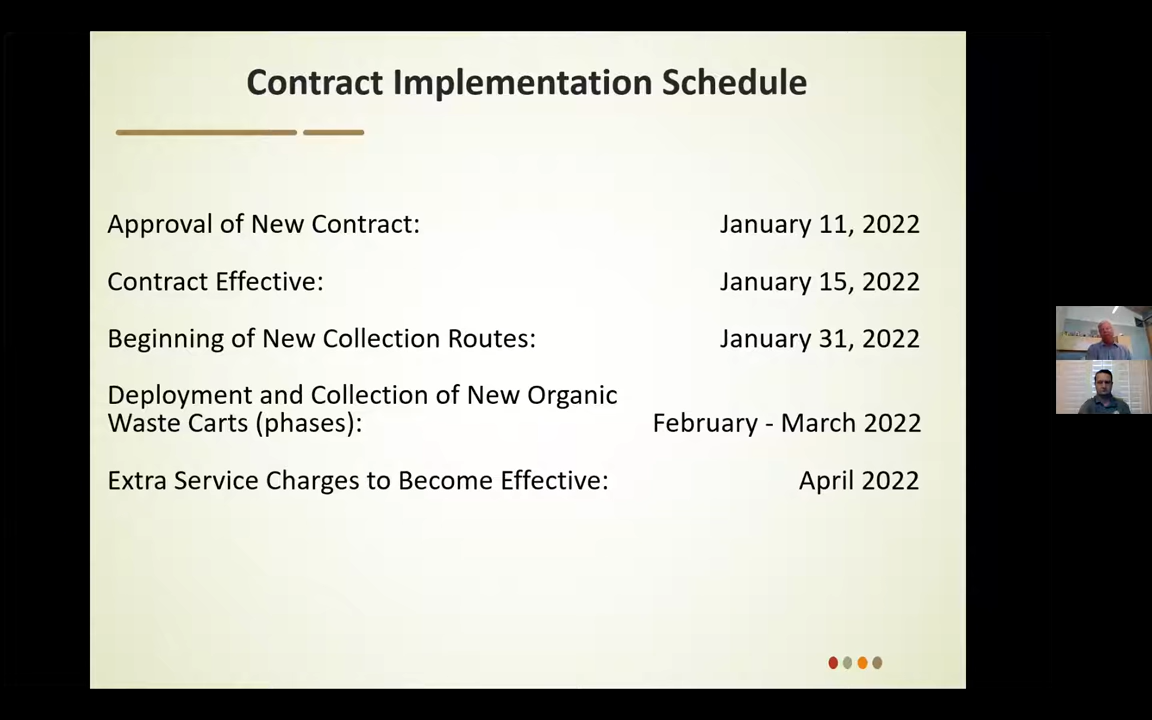 Contract Implementation Schedule
Approval of New Contract: January 11, 2022
Contract Effective: January 15, 2022
Beginning of New Collection Routes: January 31, 2022
Deployment and Collection of New Organic
Waste Carts (phases): February - March 2022
Extra Service Charges to Become Effective: April 2022